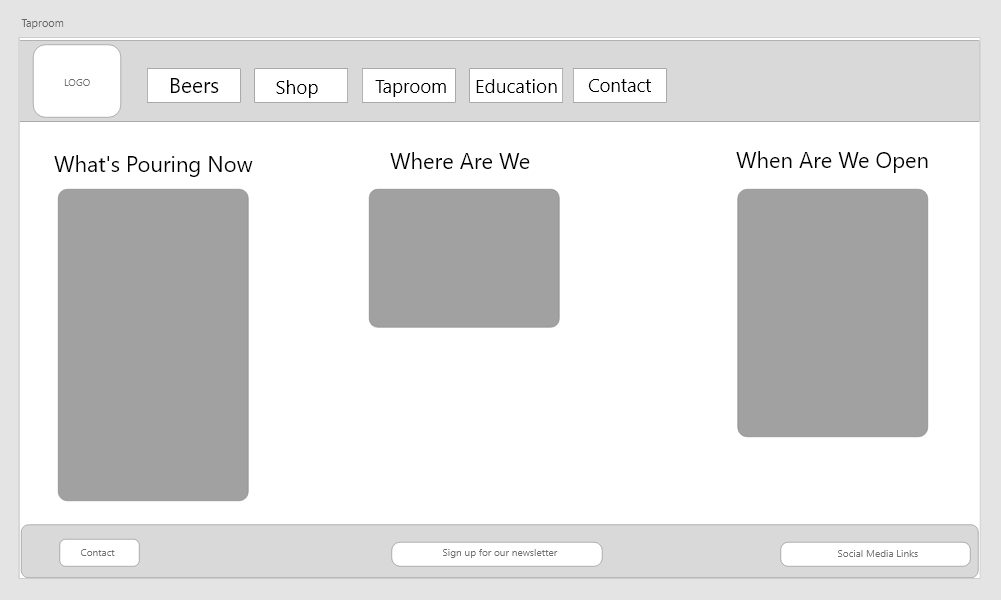 Taproom
LOGO
Beers
Shop
Taproom
Education
Contact
What's Pouring Now
Where Are We
When Are We Open
Contact
Sign up for our newsletter
Social Media Links